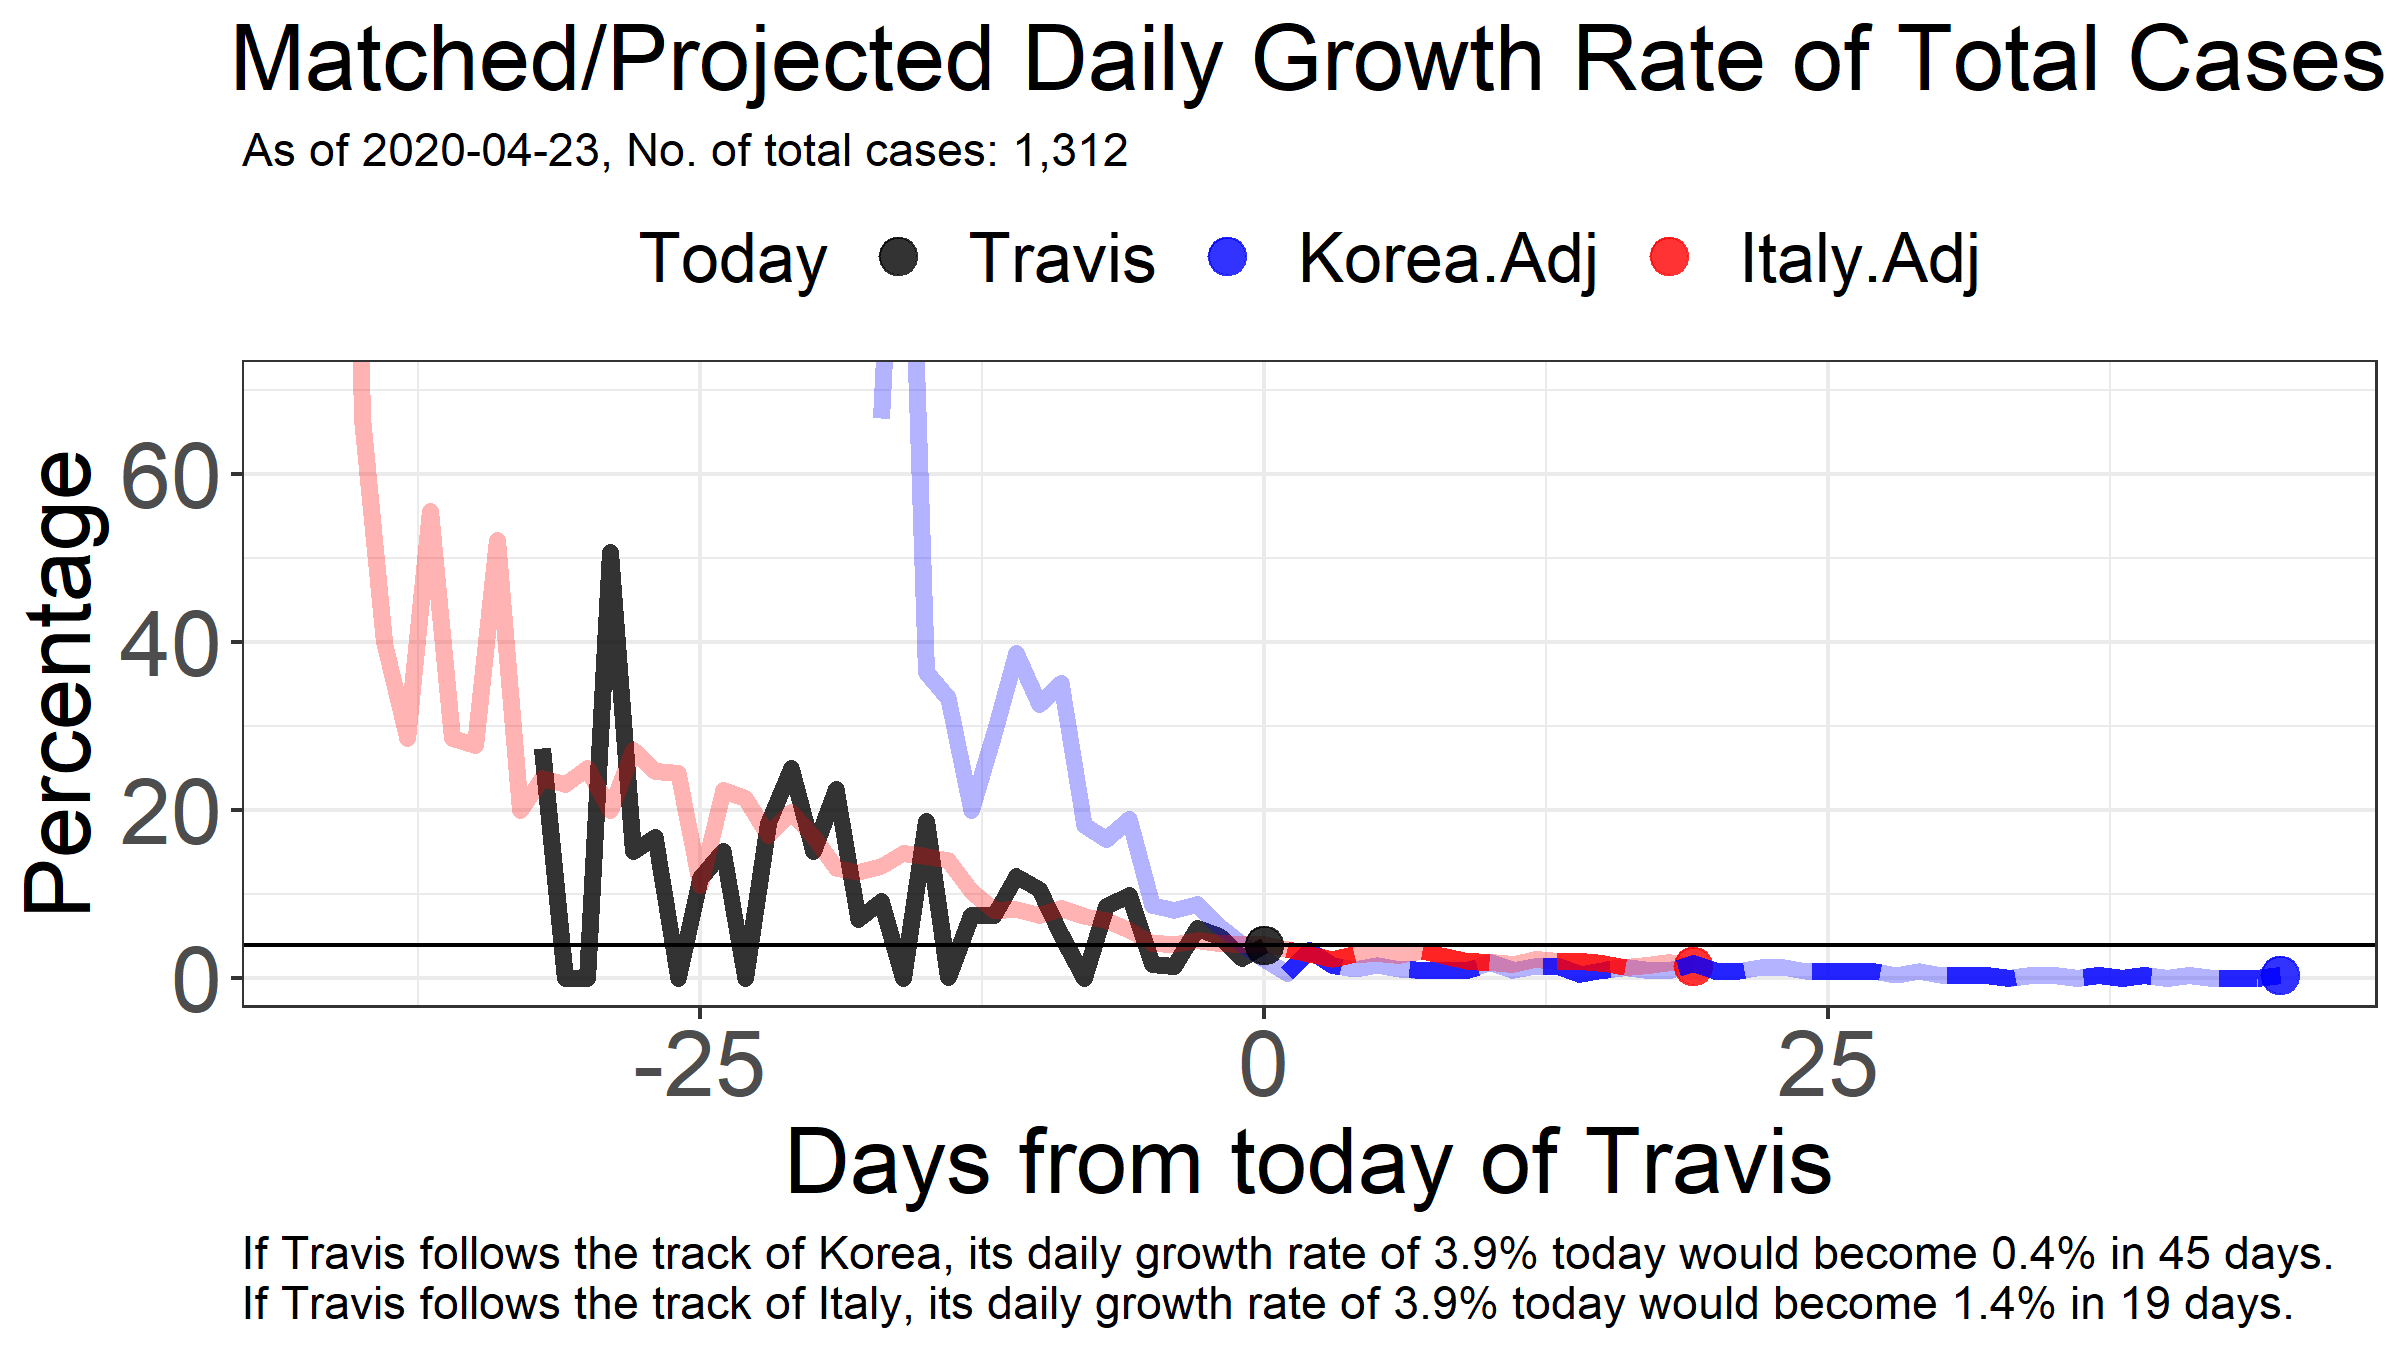 Matched/Projected Daily Growth Rate of Total Cases
As of 2020-04-23, No. of total cases: 1,312
Today Travis Korea.Adj Italy.Adj
Percentage
60
40
20
0
-25 0 25
Days from today of Travis
If Travis follows the track of Korea, its daily growth rate of 3.9% today would become 0.4% in 45 days.
If Travis follows the track of Italy, its daily growth rate of 3.9% today would become 1.4% in 19 days.